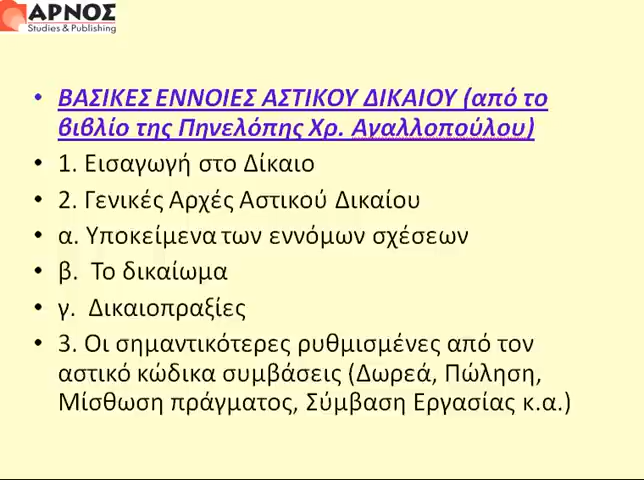 ΑΡΝΟΣ
Studies & Publishing
• ΒΑΣΙΚΕΣ ΕΝΝΟΙΕΣ ΑΣΤΙΚΟΥ ΔΙΚΑΙΟΥ (από το
βιβλίο της Πηνελόπης Χρ. Αγαλλοπούλου)
• 1. Εισαγωγή στο Δίκαιο
• 2. Γενικές Αρχές Αστικού Δικαίου
• α. Υποκείμενα των εννόμων σχέσεων
• β. Το δικαίωμα
• γ. Δικαιοπραξίες
• 3. Οι σημαντικότερες ρυθμισμένες από τον
αστικό κώδικα συμβάσεις (Δωρεά, Πώληση,
Μίσθωση πράγματος, Σύμβαση Εργασίας κ.α.)